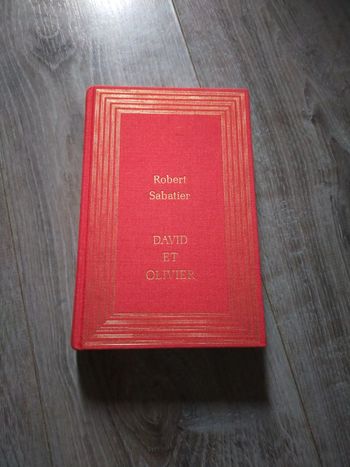 Robert
Sabatier
DAVID
ET
OLIVIER